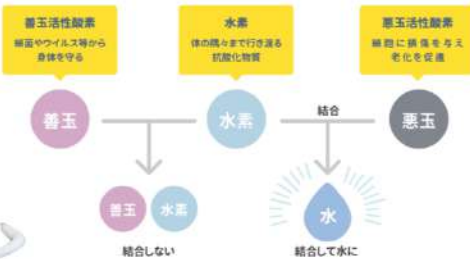 善玉活性酸素
細菌やウイルス等から
身体を守る
水素
体の隅々まで行き渡る
抗酸化物質
悪玉活性酸素
細胞に損傷を与え
老化を促進
善玉
水素
結合
悪玉
善玉
水素
水
結合しない
結合して水に